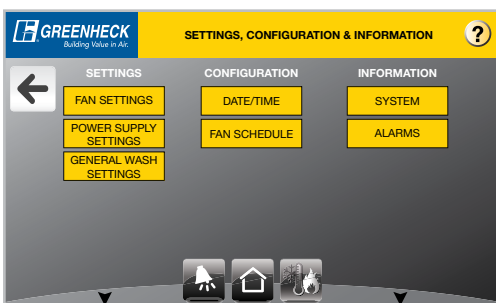 GREENHECK
Building Value in Air.
SETTINGS, CONFIGURATION & INFORMATION
?
SETTINGS
FAN SETTINGS
POWER SUPPLY
SETTINGS
GENERAL WASH
SETTINGS
CONFIGURATION
DATE/TIME
FAN SCHEDULE
INFORMATION
SYSTEM
ALARMS